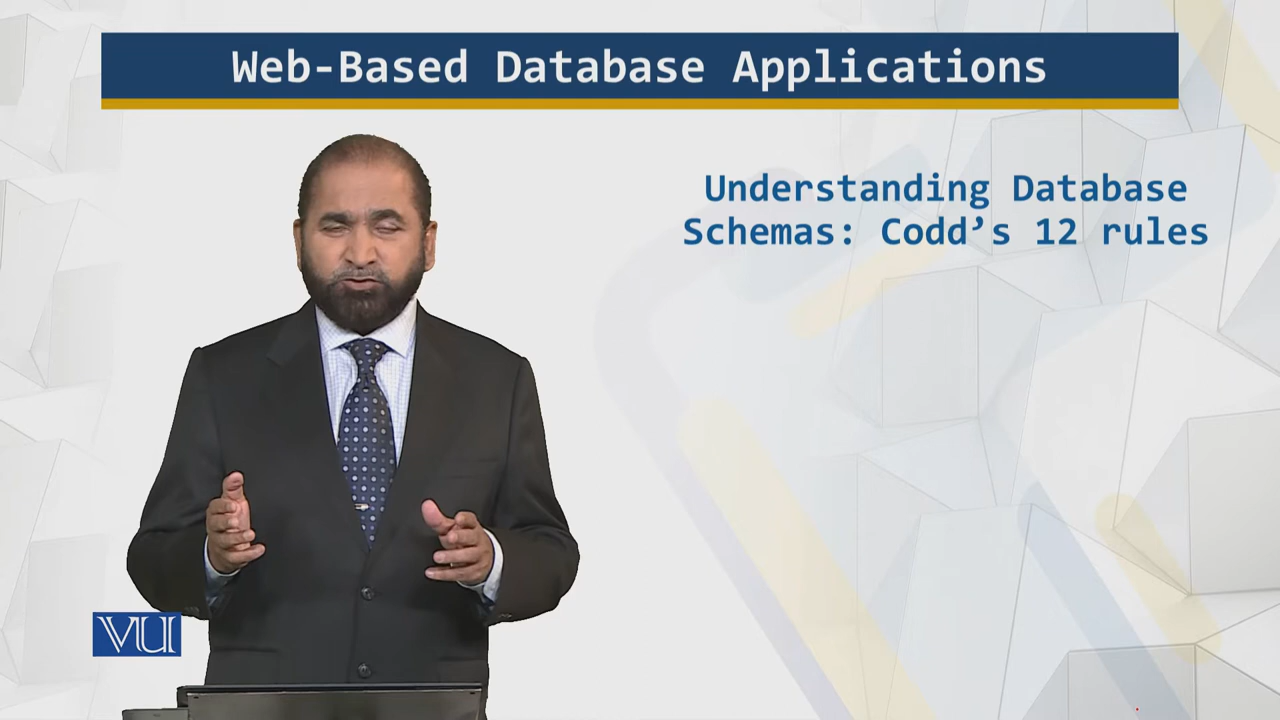 Web-Based Database Applications
Understanding Database
Schemas: Codd’s 12 rules
VU